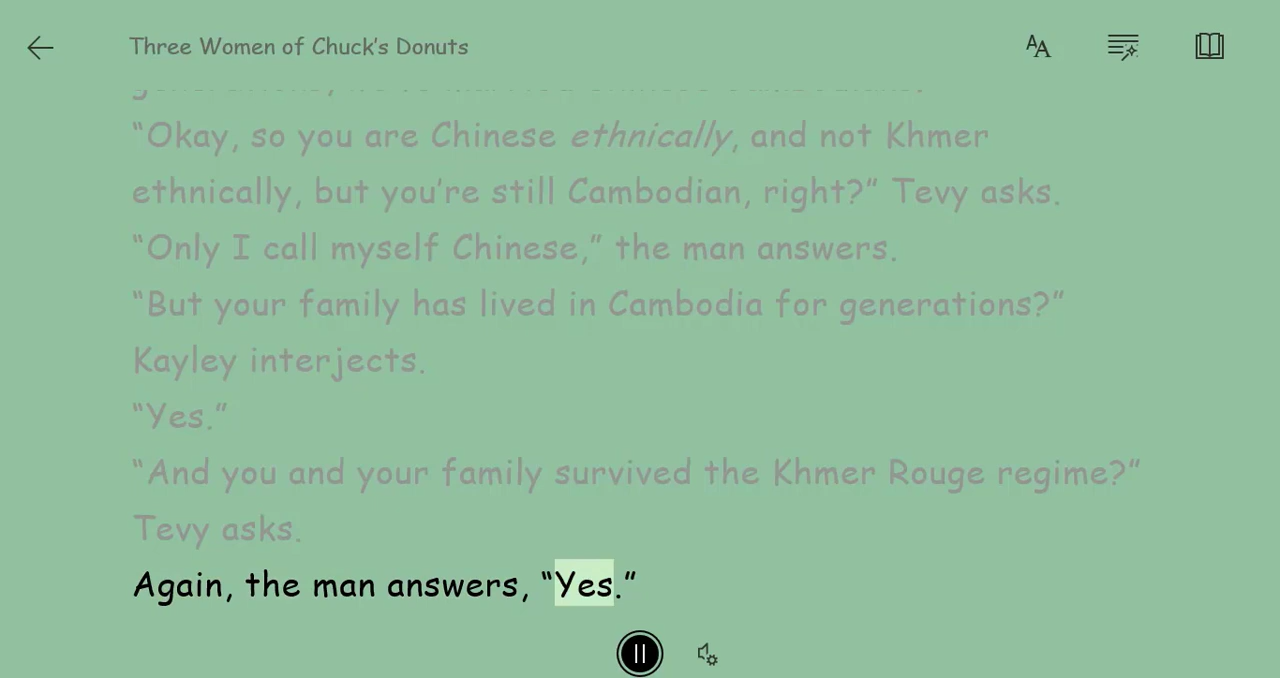 Three Women of Chuck's Donuts
“Okay, so you are Chinese ethnically, and not Khmer
ethnically, but you’re still Cambodian, right?” Tevy asks.
“Only I call myself Chinese,” the man answers.
“But your family has lived in Cambodia for generations?”
Kayley interjects.
“Yes.”
“And you and your family survived the Khmer Rouge regime?”
Tevy asks.
Again, the man answers, “Yes.”